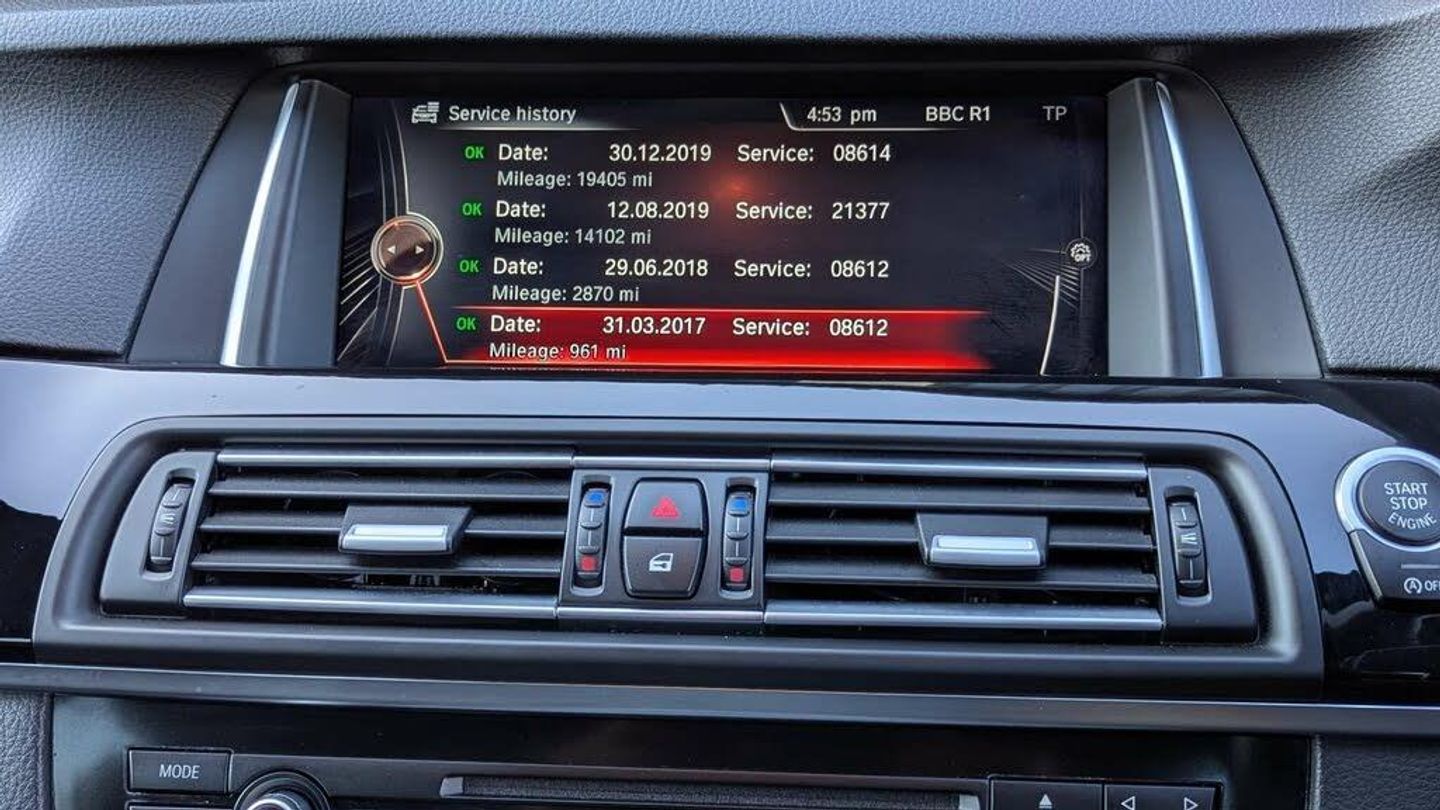 Service history 4:53 pm BBC R1 TP
OK Date: 30.12.2019 Service: 08614
Mileage: 19405 mi
OK Date: 12.08.2019 Service: 21377
Mileage: 14102 mi
OK Date: 29.06.2018 Service: 08612
Mileage: 2870 mi
OK Date: 31.03.2017 Service: 08612
Mileage: 961 mi
OPT
START
STOP
ENGINE
OFF
MODE